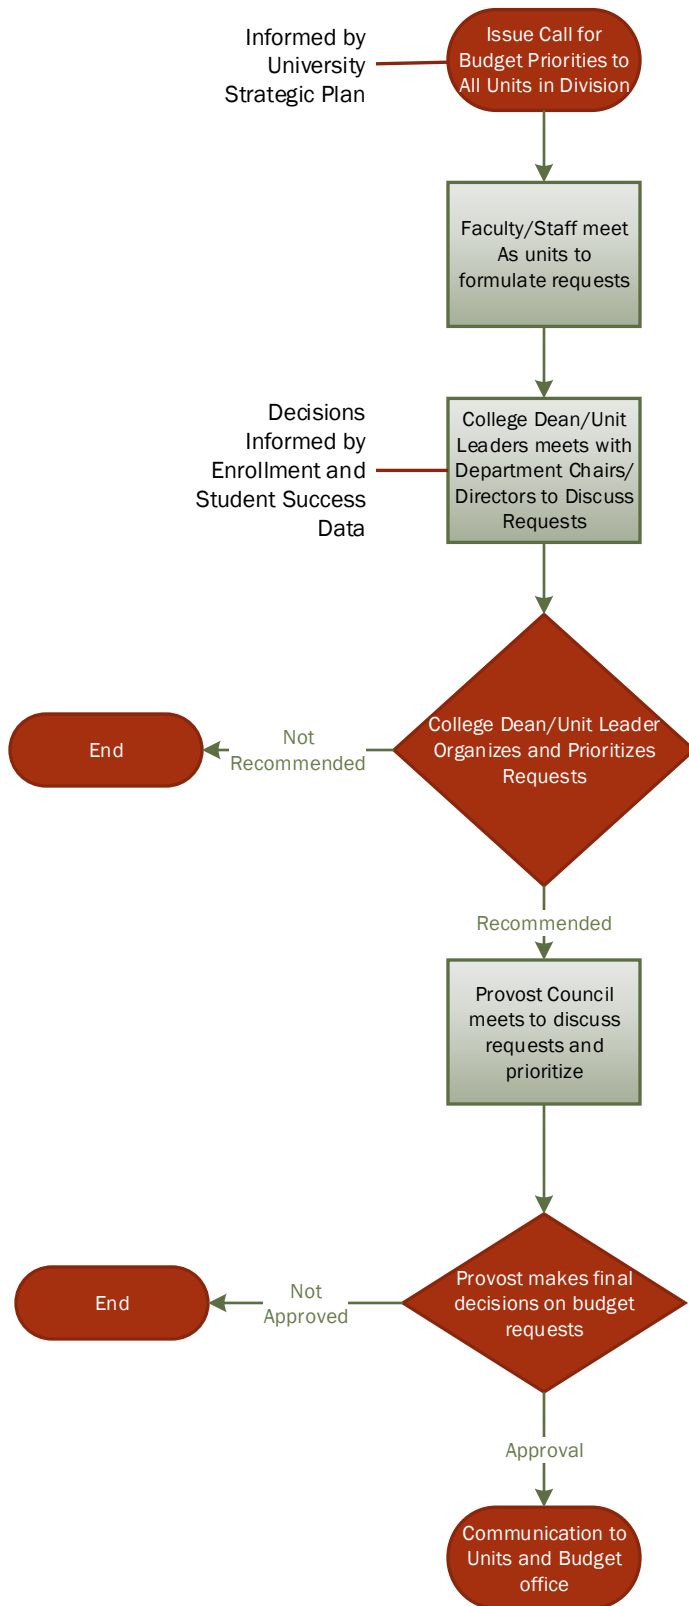 Informed by
University
Strategic Plan
Issue Call for
Budget Priorities to
All Units in Division
Faculty/Staff meet
As units to
formulate requests
Decisions
Informed by
Enrollment and
Student Success
Data
College Dean/Unit
Leaders meets with
Department Chairs/
Directors to Discuss
Requests
College Dean/Unit Leader
Organizes and Prioritizes
Requests
Not
Recommended
End
Recommended
Provost Council
meets to discuss
requests and
prioritize
Provost makes final
decisions on budget
requests
Not
Approved
End
Approval
Communication to
Units and Budget
office